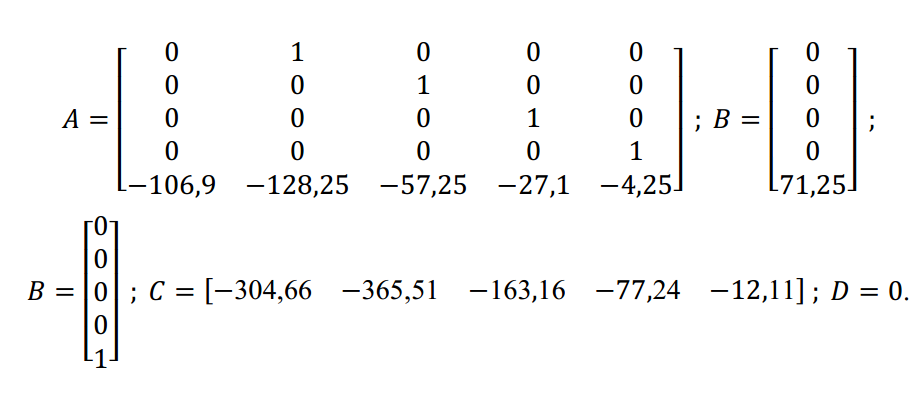 0 1 0 0 0 0
0 0 1 0 0 0
A = 0 0 0 1 0 ; B = 0 ;
0 0 0 0 1 0
−106,9 −128,25 −57,25 −27,1 −4,25 71,25
0
0
B = 0 ; C = [−304,66 −365,51 −163,16 −77,24 −12,11] ; D = 0.
0
1